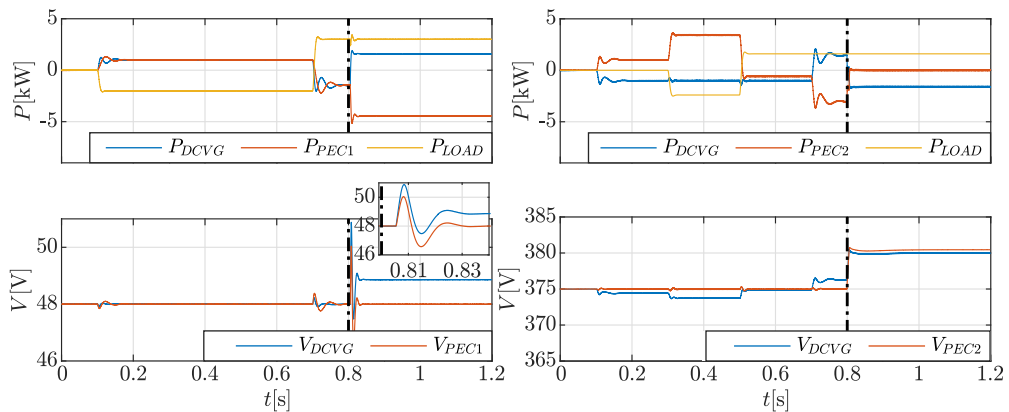 5
0
-5
P[kW]
P_DCVG P_PEC1 P_LOAD
5
0
-5
P[kW]
P_DCVG P_PEC2 P_LOAD
50
48
46
V[V]
50
48
46
0.81 0.83
V_DCVG V_PEC1
0 0.2 0.4 0.6 0.8 1 1.2
t[s]
385
380
375
370
365
V[V]
V_DCVG V_PEC2
0 0.2 0.4 0.6 0.8 1 1.2
t[s]